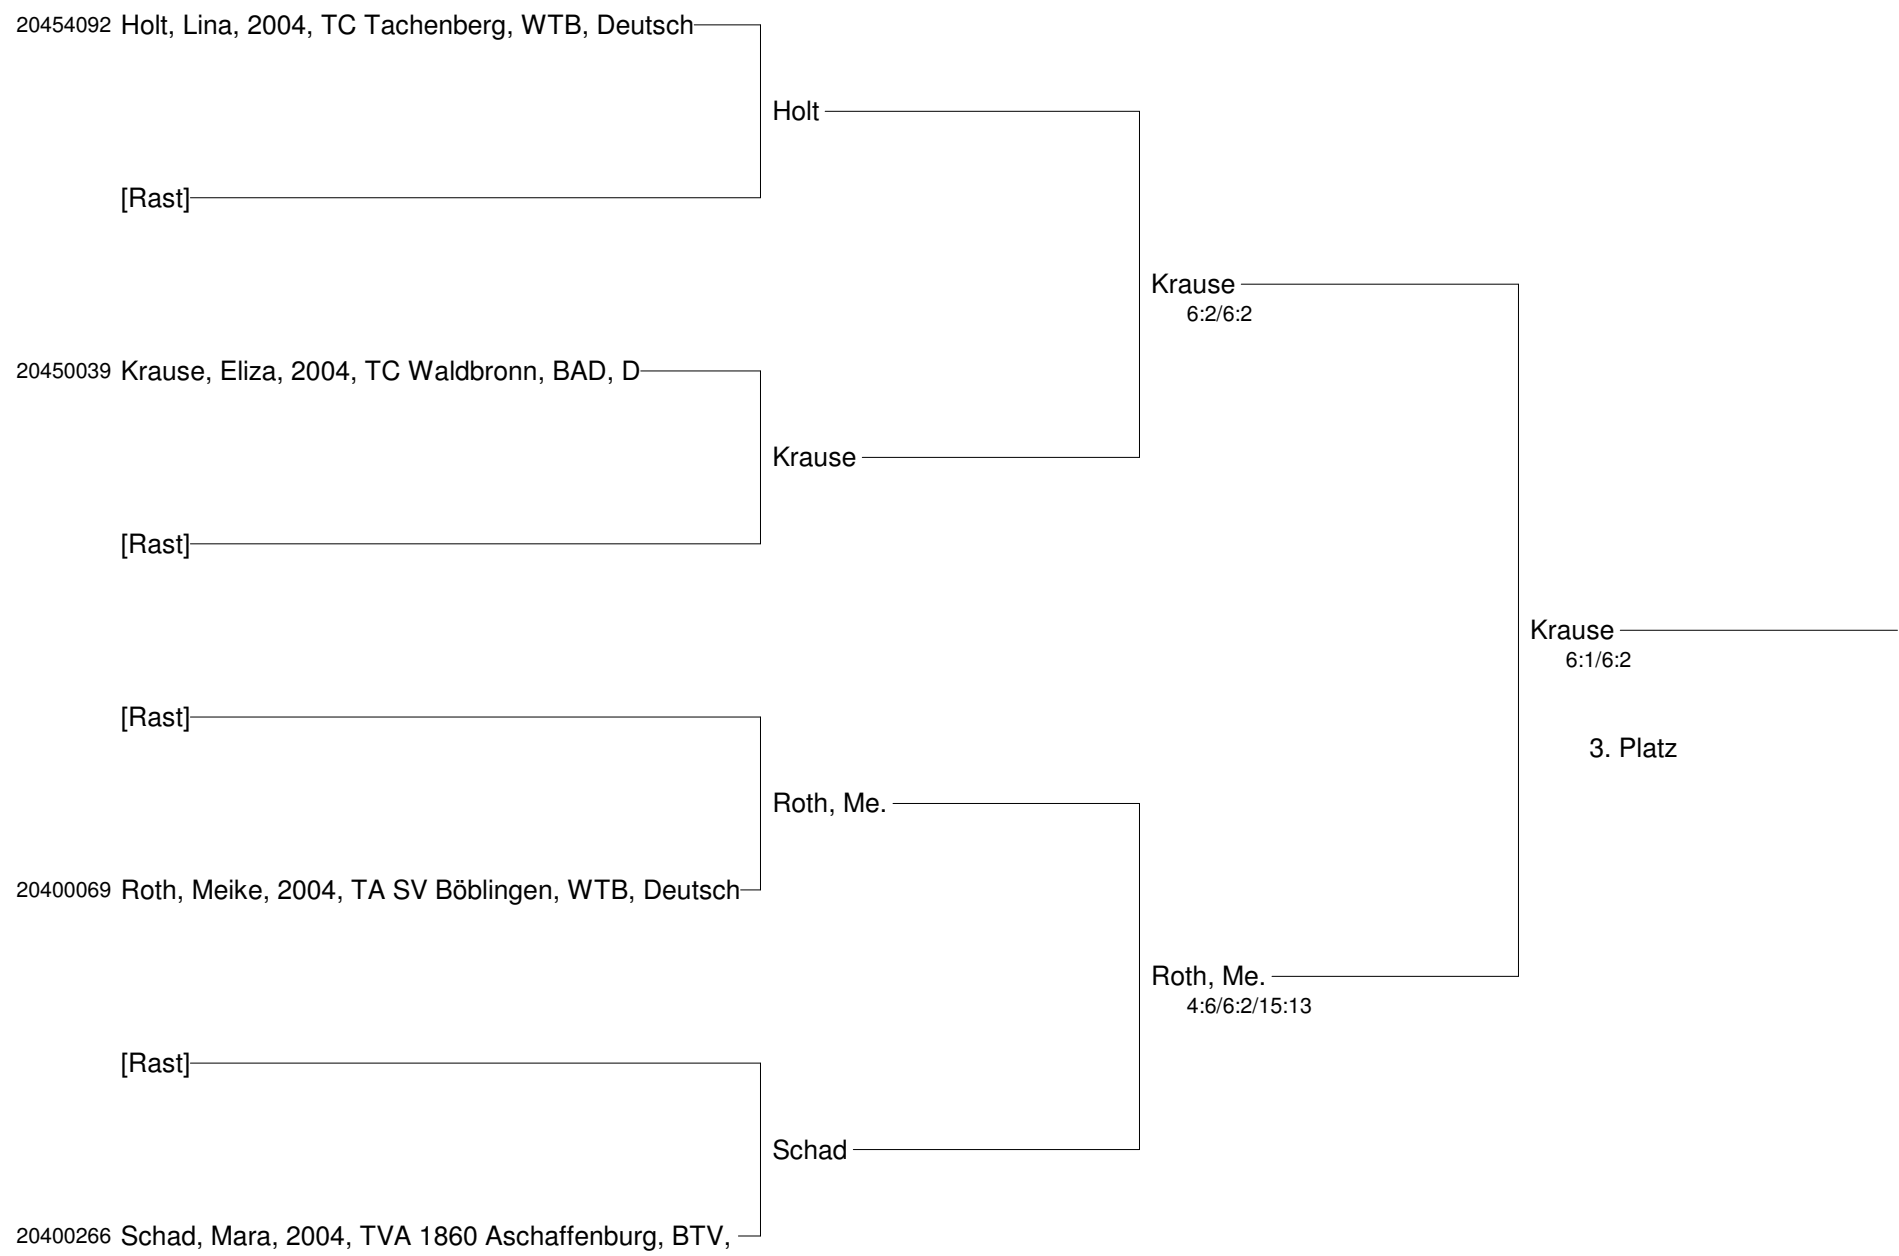 20454092 Holt, Lina, 2004, TC Tachenberg, WTB, Deutsch
Holt
[Rast]
Krause
6:2/6:2
20450039 Krause, Eliza, 2004, TC Waldbronn, BAD, D
Krause
[Rast]
Krause
6:1/6:2
[Rast]
3. Platz
Roth, Me.
20400069 Roth, Meike, 2004, TA SV Böblingen, WTB, Deutsch
Roth, Me.
4:6/6:2/15:13
[Rast]
Schad
20400266 Schad, Mara, 2004, TVA 1860 Aschaffenburg, BTV,